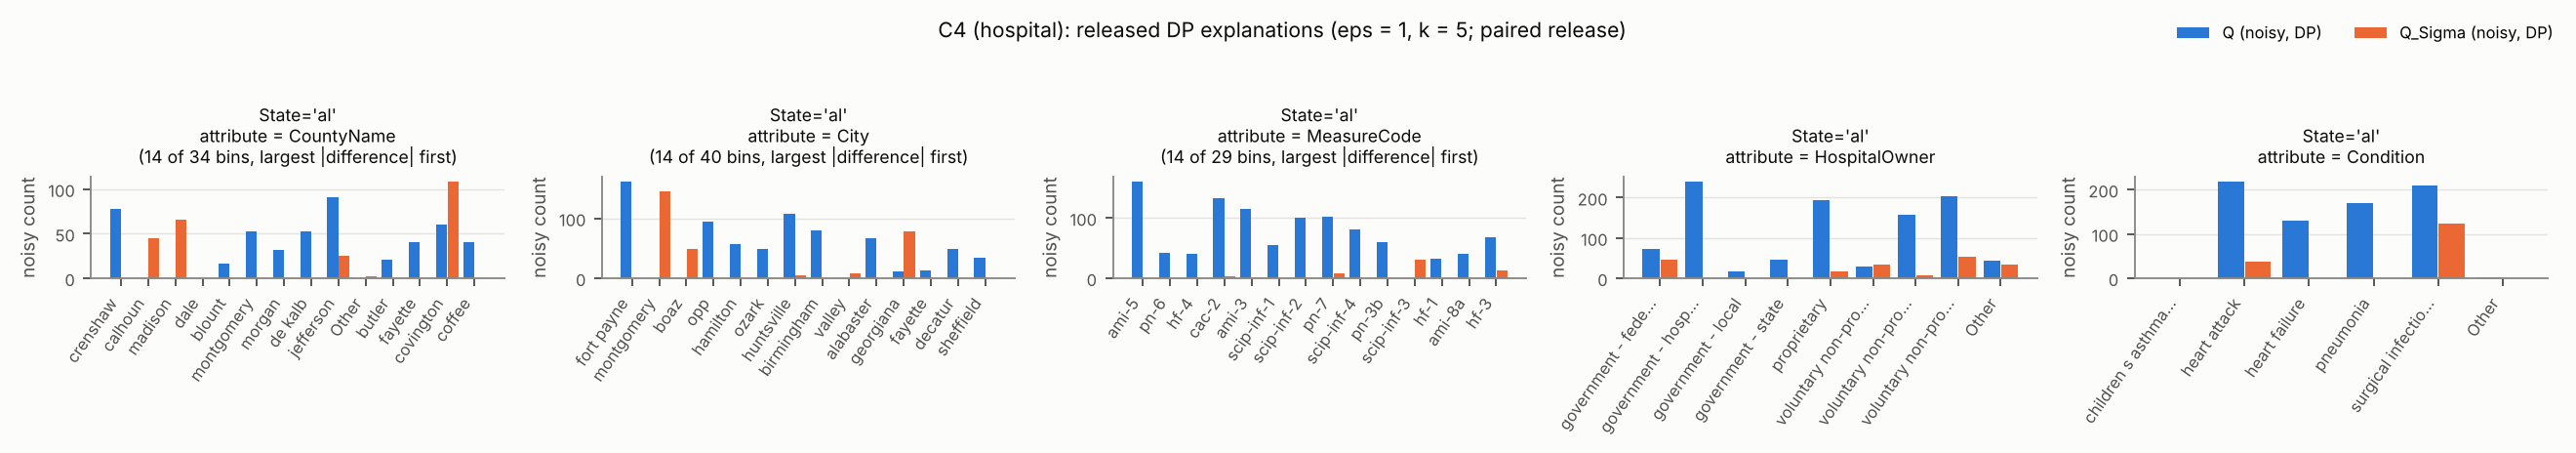 C4 (hospital): released DP explanations (eps = 1, k = 5; paired release)
Q (noisy, DP)
Q_Sigma (noisy, DP)
State='al'
attribute = CountyName
(14 of 34 bins, largest |difference| first)
noisy count
100
50
0
crenshaw
calhoun
madison
dale
blount
montgomery
morgan
de kalb
jefferson
Other
butler
fayette
covington
coffee
State='al'
attribute = City
(14 of 40 bins, largest |difference| first)
noisy count
100
0
fort payne
montgomery
boaz
opp
hamilton
ozark
huntsville
birmingham
valley
alabaster
georgiana
fayette
decatur
sheffield
State='al'
attribute = MeasureCode
(14 of 29 bins, largest |difference| first)
noisy count
100
0
ami-5
pn-6
hf-4
cac-2
ami-3
scip-inf-1
scip-inf-2
pn-7
scip-inf-4
pn-3b
scip-inf-3
hf-1
ami-8a
hf-3
State='al'
attribute = HospitalOwner
noisy count
200
100
0
government - fede...
government - hosp...
government - local
government - state
proprietary
voluntary non-pro...
voluntary non-pro...
voluntary non-pro...
Other
State='al'
attribute = Condition
noisy count
200
100
0
children s asthma...
heart attack
heart failure
pneumonia
surgical infectio...
Other